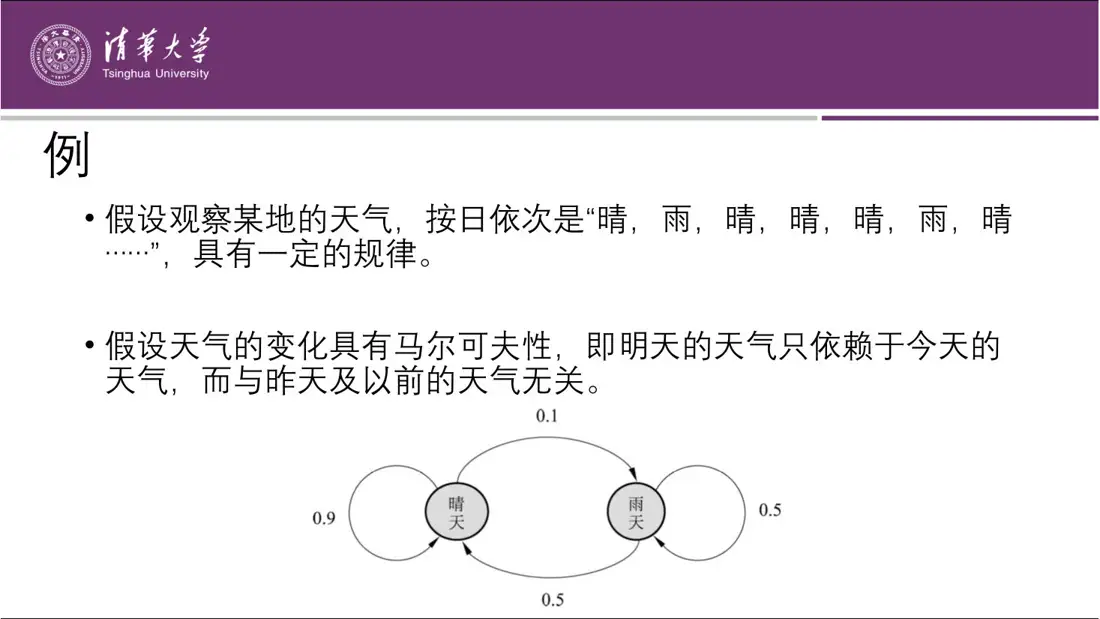 清华大学
Tsinghua University
例
• 假设观察某地的天气，按日依次是“晴，雨，晴，晴，晴，雨，晴
……”，具有一定的规律。
• 假设天气的变化具有马尔可夫性，即明天的天气只依赖于今天的
天气，而与昨天及以前的天气无关。
0.1
0.9
晴
天
雨
天
0.5
0.5